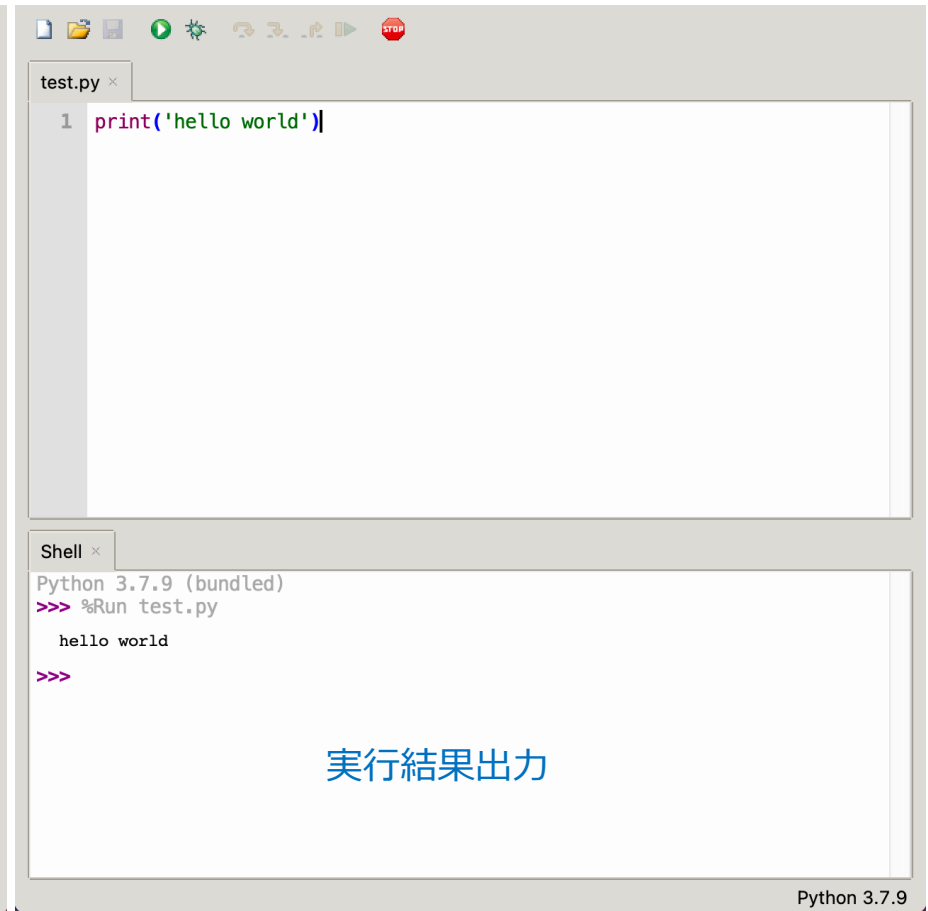 STOP
test.py ×
1 print('hello world')
Shell ×
Python 3.7.9 (bundled)
>>> %Run test.py
hello world
>>>
実行結果出力
Python 3.7.9